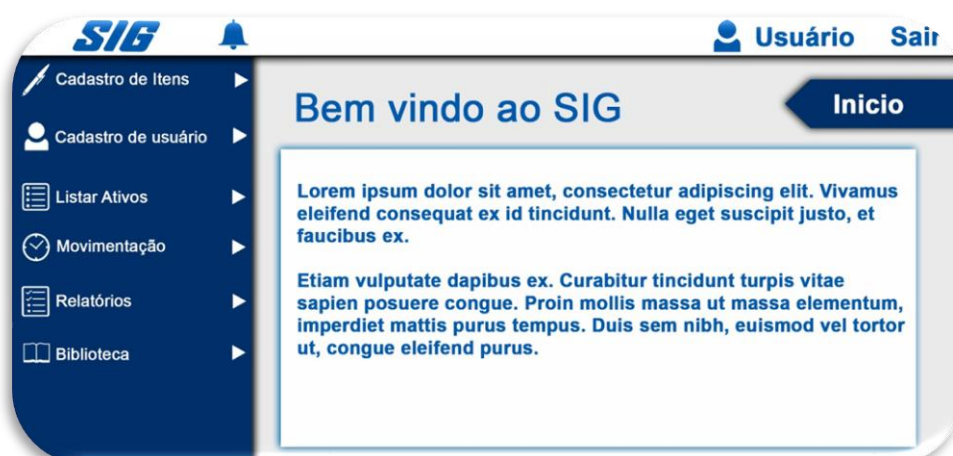 SIG
Usuário
Sair
Cadastro de Itens
Cadastro de usuário
Listar Ativos
Movimentação
Relatórios
Biblioteca
Bem vindo ao SIG
Inicio
Lorem ipsum dolor sit amet, consectetur adipiscing elit. Vivamus
eleifend consequat ex id tincidunt. Nulla eget suscipit justo, et
faucibus ex.
Etiam vulputate dapibus ex. Curabitur tincidunt turpis vitae
sapien posuere congue. Proin mollis massa ut massa elementum,
imperdiet mattis purus tempus. Duis sem nibh, euismod vel tortor
ut, congue eleifend purus.